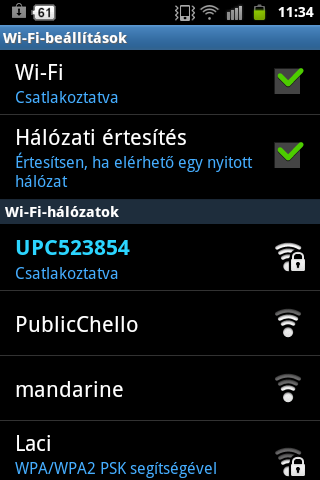 61
11:34
Wi-Fi-beállítások
Wi-Fi
Csatlakoztatva
Hálózati értesítés
Értesítsen, ha elérhető egy nyitott
hálózat
Wi-Fi-hálózatok
UPC523854
Csatlakoztatva
PublicChello
mandarine
Laci
WPA/WPA2 PSK segítségével